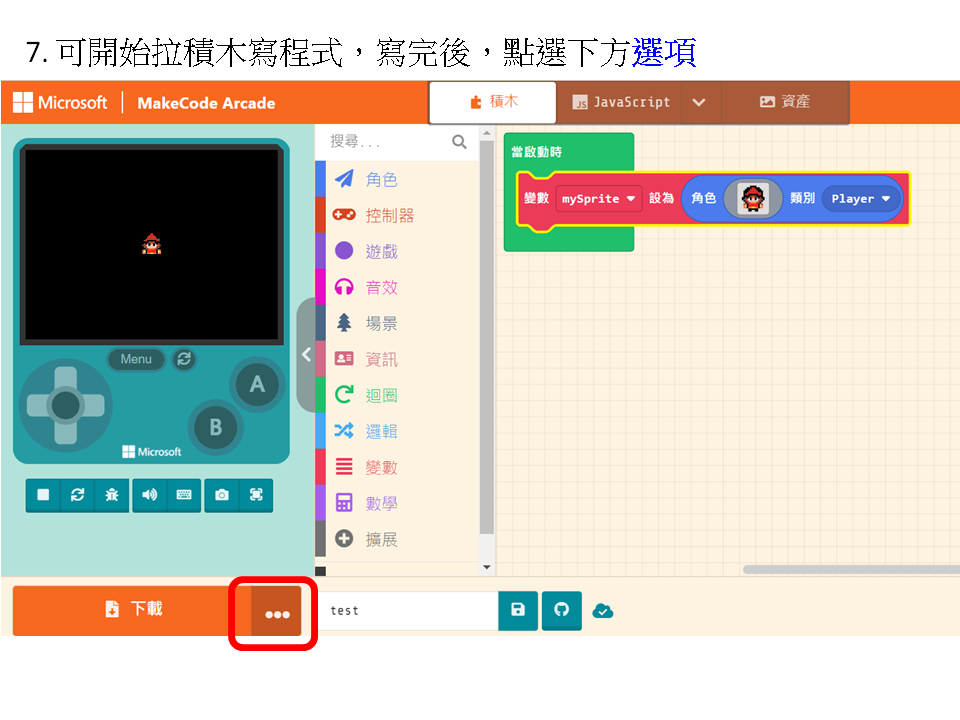 7. 可開始拉積木寫程式，寫完後，點選下方選項
Microsoft | MakeCode Arcade
積木
JavaScript
資產
搜尋...
角色
控制器
遊戲
音效
場景
資訊
迴圈
邏輯
變數
數學
擴展
當啟動時
變數 mySprite 設為 角色 類別 Player
Menu
A
B
Microsoft
下載
test